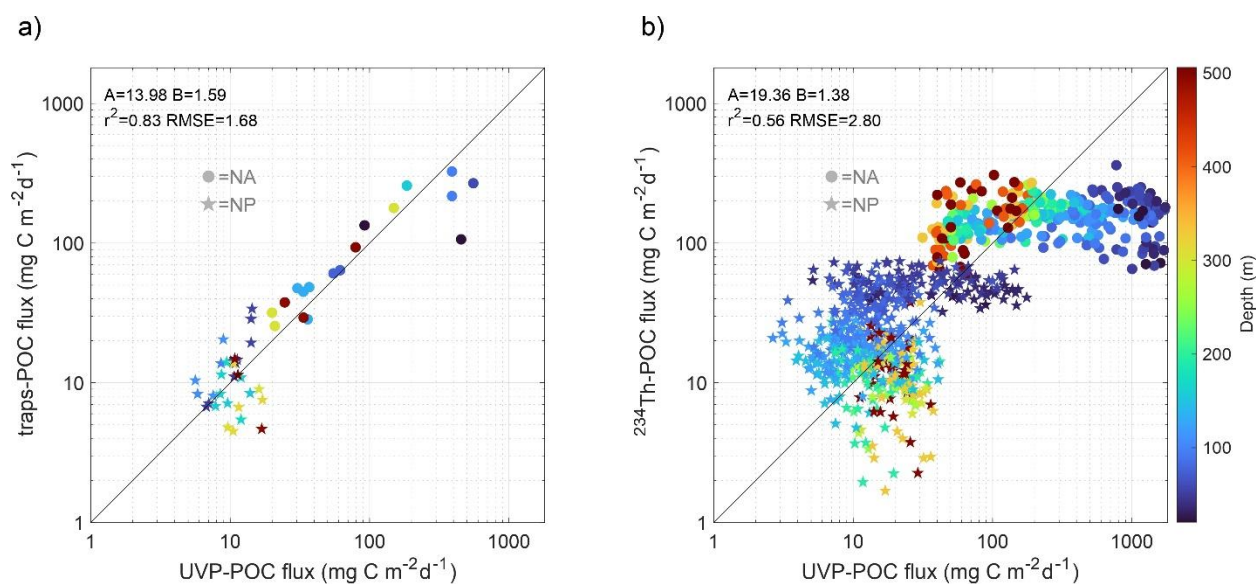 a)
A=13.98 B=1.59
r²=0.83 RMSE=1.68
=NA
=NP
1000
100
10
1
traps-POC flux (mg C m⁻²d⁻¹)
1 10 100 1000
UVP-POC flux (mg C m⁻²d⁻¹)
b)
A=19.36 B=1.38
r²=0.56 RMSE=2.80
=NA
=NP
1000
100
10
1
²³⁴Th-POC flux (mg C m⁻²d⁻¹)
1 10 100 1000
UVP-POC flux (mg C m⁻²d⁻¹)
500
400
300
200
100
Depth (m)